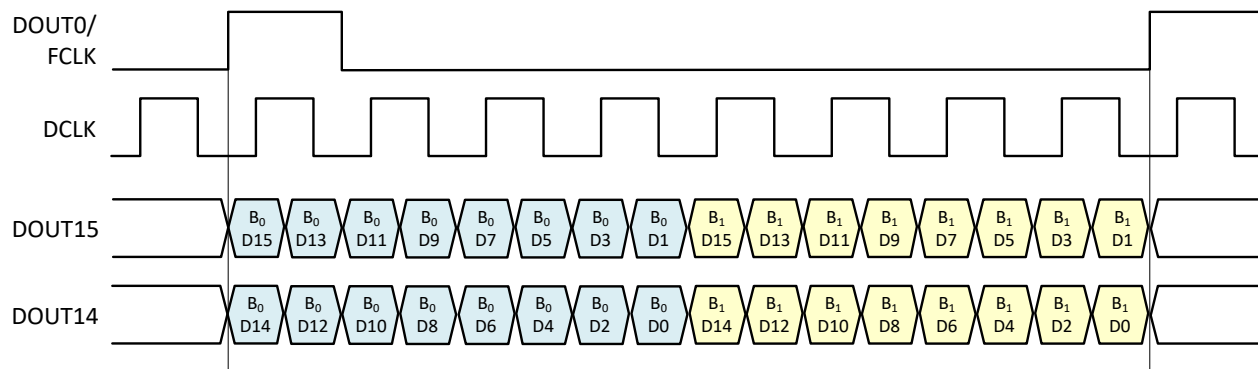 DOUT0/
FCLK
DCLK
DOUT15
B₀ B₀ B₀ B₀ B₀ B₀ B₀ B₀ B₁ B₁ B₁ B₁ B₁ B₁ B₁ B₁
D15 D13 D11 D9 D7 D5 D3 D1 D15 D13 D11 D9 D7 D5 D3 D1
DOUT14
B₀ B₀ B₀ B₀ B₀ B₀ B₀ B₀ B₁ B₁ B₁ B₁ B₁ B₁ B₁ B₁
D14 D12 D10 D8 D6 D4 D2 D0 D14 D12 D10 D8 D6 D4 D2 D0